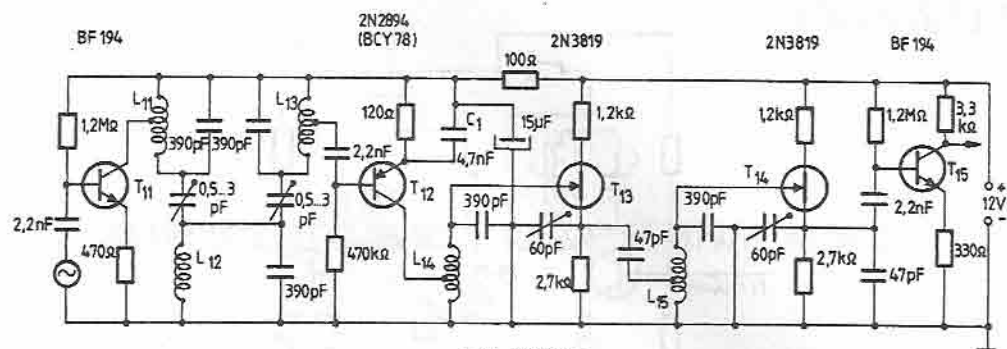 BF 194
2N2894
(BCY78)
2N3819
2N3819
BF 194
100Ω
L11
L13
1,2MΩ
390pF
390pF
120Ω
C1
4,7nF
15µF
1,2kΩ
1,2kΩ
1,2MΩ
3,3
kΩ
T11
0,5...3
pF
0,5...3
pF
2,2nF
T12
T13
T14
T15
390pF
390pF
2,2nF
+
12V
2,2nF
470Ω
L12
390pF
470kΩ
L14
60pF
47pF
2,7kΩ
L15
60pF
2,7kΩ
47pF
330Ω